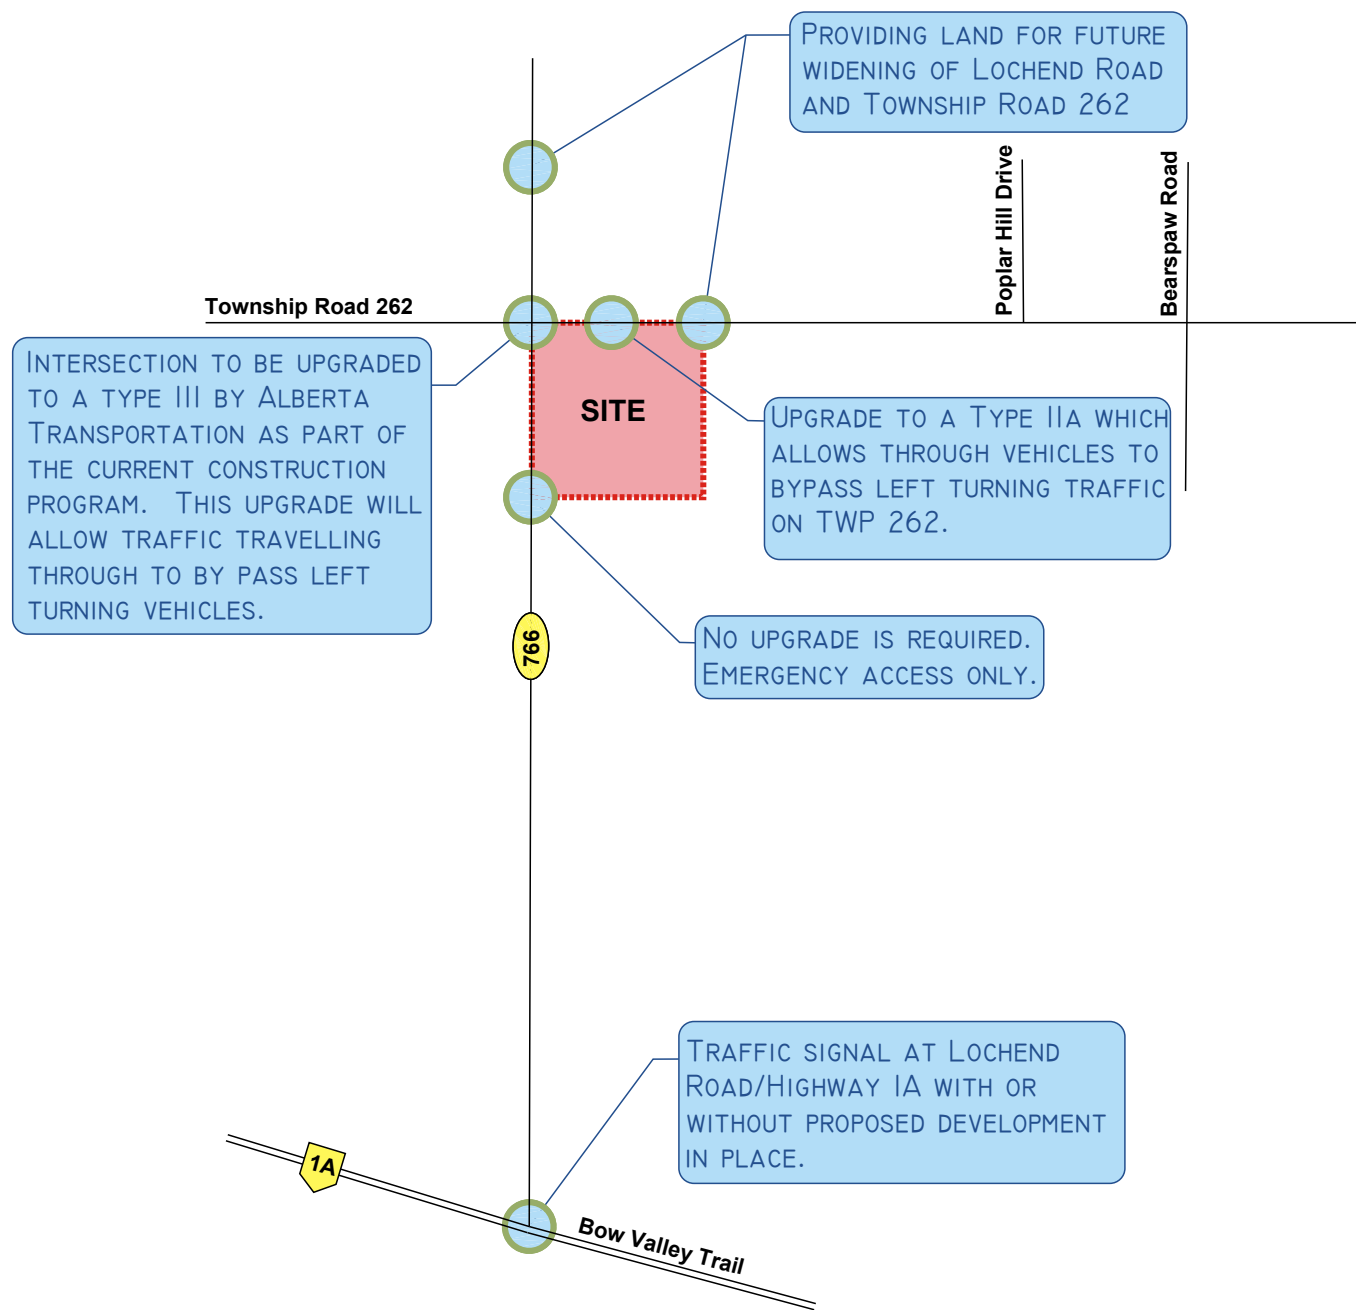 PROVIDING LAND FOR FUTURE
WIDENING OF LOCHEND ROAD
AND TOWNSHIP ROAD 262
Poplar Hill Drive
Bearspaw Road
Township Road 262
INTERSECTION TO BE UPGRADED
TO A TYPE III BY ALBERTA
TRANSPORTATION AS PART OF
THE CURRENT CONSTRUCTION
PROGRAM. THIS UPGRADE WILL
ALLOW TRAFFIC TRAVELLING
THROUGH TO BY PASS LEFT
TURNING VEHICLES.
SITE
UPGRADE TO A TYPE IIA WHICH
ALLOWS THROUGH VEHICLES TO
BYPASS LEFT TURNING TRAFFIC
ON TWP 262.
766
NO UPGRADE IS REQUIRED.
EMERGENCY ACCESS ONLY.
TRAFFIC SIGNAL AT LOCHEND
ROAD/HIGHWAY 1A WITH OR
WITHOUT PROPOSED DEVELOPMENT
IN PLACE.
1A
Bow Valley Trail